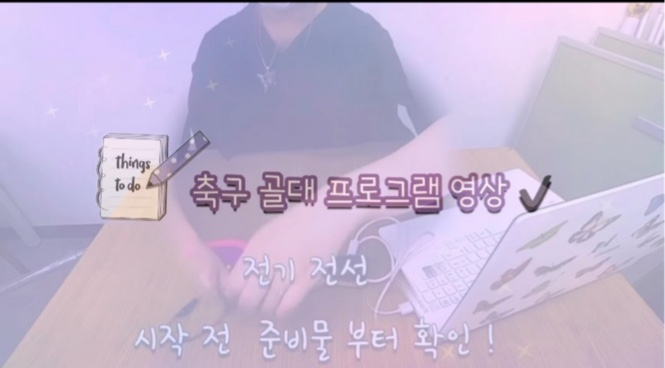 things
to do
축구 골대 프로그램 영상
전기 전선
시작 전 준비물 부터 확인 !